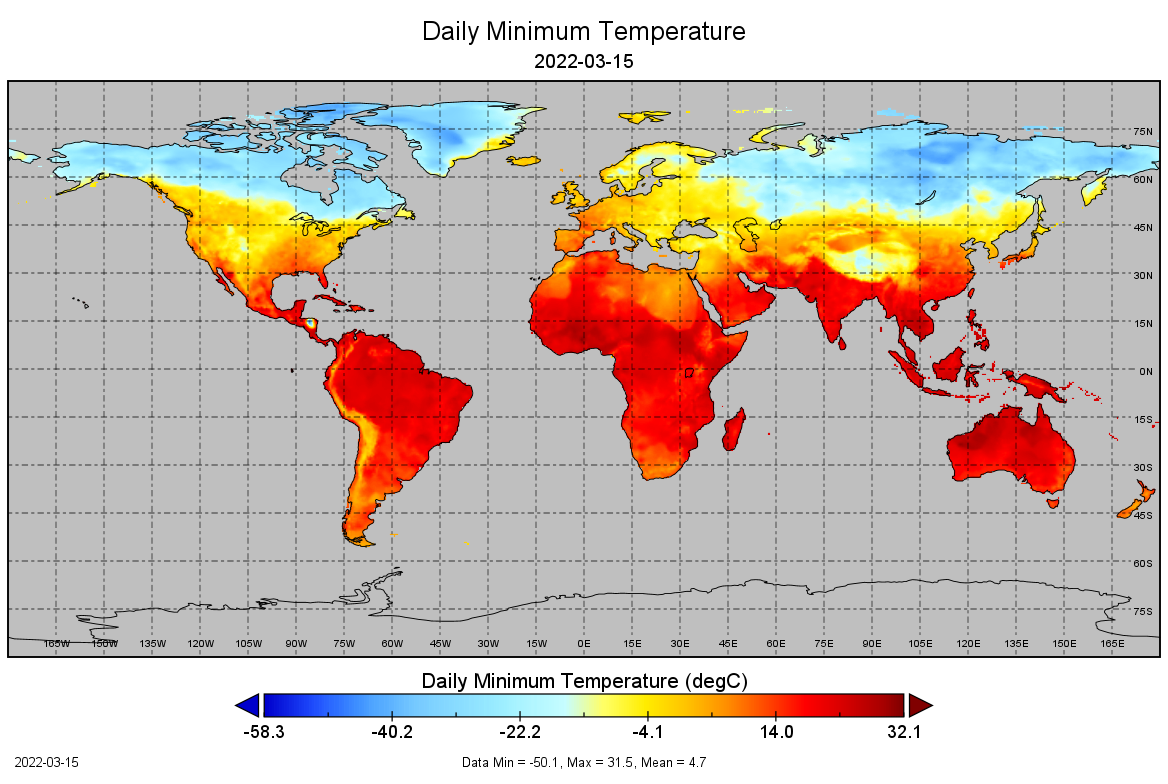 Daily Minimum Temperature
2022-03-15
75N
60N
45N
30N
15N
0N
15S
30S
45S
60S
75S
165W 150W 135W 120W 105W 90W 75W 60W 45W 30W 15W 0E 15E 30E 45E 60E 75E 90E 105E 120E 135E 150E 165E
Daily Minimum Temperature (degC)
-58.3 -40.2 -22.2 -4.1 14.0 32.1
2022-03-15 Data Min = -50.1, Max = 31.5, Mean = 4.7